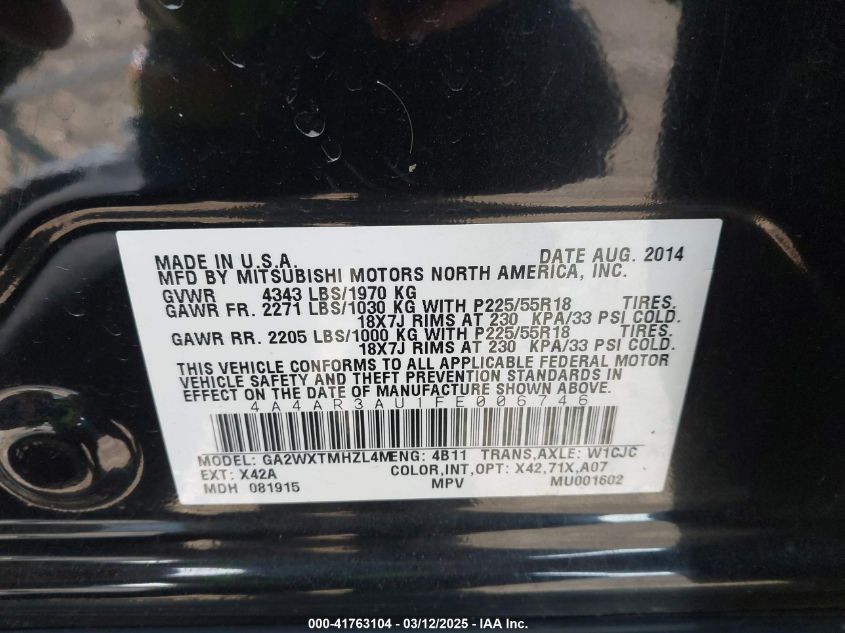 MADE IN U.S.A. DATE AUG. 2014
MFD BY MITSUBISHI MOTORS NORTH AMERICA, INC.
GVWR 4343 LBS/1970 KG
GAWR FR. 2271 LBS/1030 KG WITH P225/55R18 TIRES.
18X7J RIMS AT 230 KPA/33 PSI COLD.
GAWR RR. 2205 LBS/1000 KG WITH P225/55R18 TIRES.
18X7J RIMS AT 230 KPA/33 PSI COLD.
THIS VEHICLE CONFORMS TO ALL APPLICABLE FEDERAL MOTOR
VEHICLE SAFETY AND THEFT PREVENTION STANDARDS IN
EFFECT ON THE DATE OF MANUFACTURE SHOWN ABOVE.
4A4AR3AU1FE006746
MODEL: GA2WXTMHZL4MENG: 4B11 TRANS,AXLE: W1CJC
EXT: X42A COLOR,INT,OPT: X42,71X,A07
MDH 081915 MPV MU001602
000-41763104 - 03/12/2025 - IAA Inc.